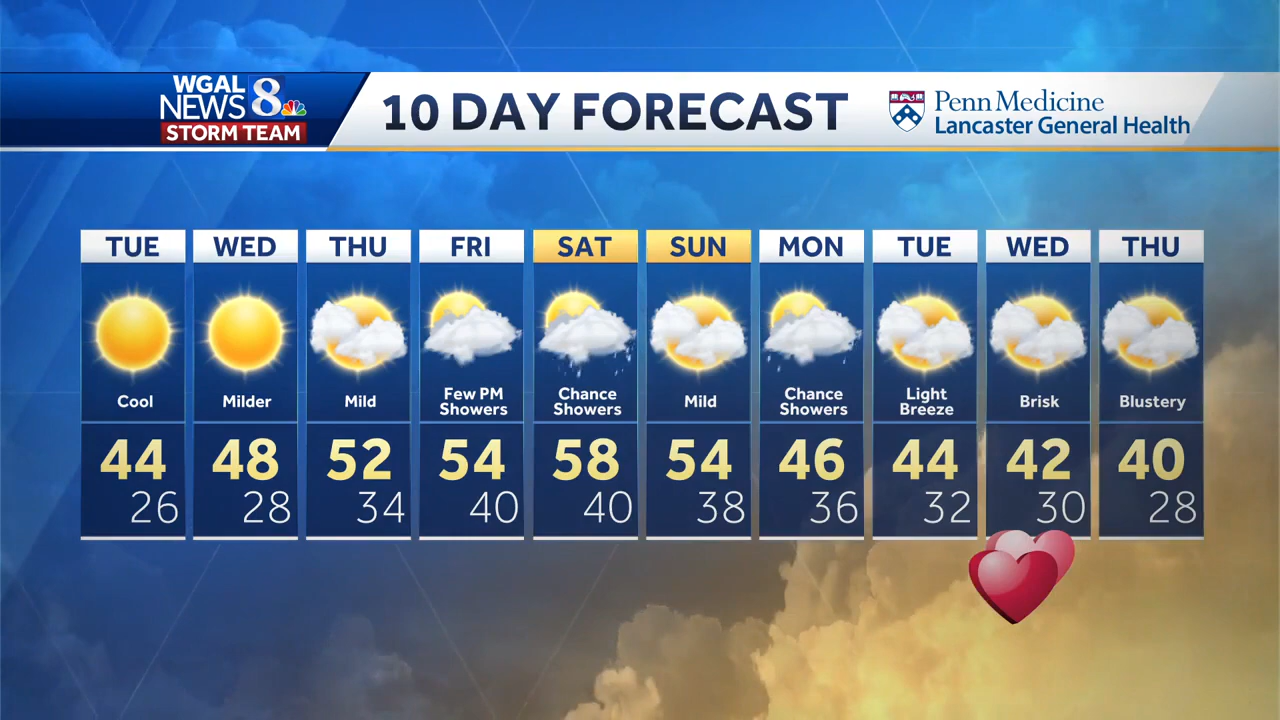 WGAL
NEWS 8
STORM TEAM
10 DAY FORECAST
Penn Medicine
Lancaster General Health
TUE WED THU FRI SAT SUN MON TUE WED THU
Cool Milder Mild Few PM Showers Chance Showers Mild Chance Showers Light Breeze Brisk Blustery
44 48 52 54 58 54 46 44 42 40
26 28 34 40 40 38 36 32 30 28